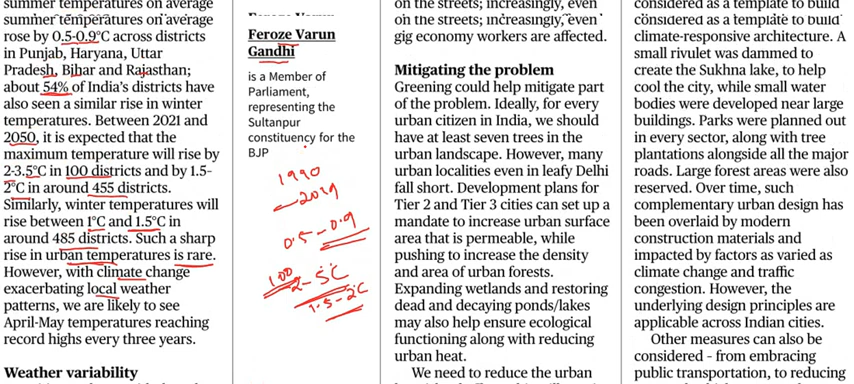 summer temperatures on average
summer temperatures on average
rose by 0.5-0.9°C across districts
in Punjab, Haryana, Uttar
Pradesh, Bihar and Rajasthan;
about 54% of India's districts have
also seen a similar rise in winter
temperatures. Between 2021 and
2050, it is expected that the
maximum temperature will rise by
2-3.5°C in 100 districts and by 1.5-
2°C in around 455 districts.
Similarly, winter temperatures will
rise between 1°C and 1.5°C in
around 485 districts. Such a sharp
rise in urban temperatures is rare.
However, with climate change
exacerbating local weather
patterns, we are likely to see
April-May temperatures reaching
record highs every three years.
Weather variability
Feroze Varun
Gandhi
is a Member of
Parliament,
representing the
Sultanpur
constituency for the
BJP
1990
2019
0.5-0.9
100
2-5C
1.5-2C
on the streets; increasingly, even
on the streets; increasingly, even
gig economy workers are affected.
Mitigating the problem
Greening could help mitigate part
of the problem. Ideally, for every
urban citizen in India, we should
have at least seven trees in the
urban landscape. However, many
urban localities even in leafy Delhi
fall short. Development plans for
Tier 2 and Tier 3 cities can set up a
mandate to increase urban surface
area that is permeable, while
pushing to increase the density
and area of urban forests.
Expanding wetlands and restoring
dead and decaying ponds/lakes
may also help ensure ecological
functioning along with reducing
urban heat.
We need to reduce the urban
considered as a template to build
considered as a template to build
climate-responsive architecture. A
small rivulet was dammed to
create the Sukhna lake, to help
cool the city, while small water
bodies were developed near large
buildings. Parks were planned out
in every sector, along with tree
plantations alongside all the major
roads. Large forest areas were also
reserved. Over time, such
complementary urban design has
been overlaid by modern
construction materials and
impacted by factors as varied as
climate change and traffic
congestion. However, the
underlying design principles are
applicable across Indian cities.
Other measures can also be
considered - from embracing
public transportation, to reducing